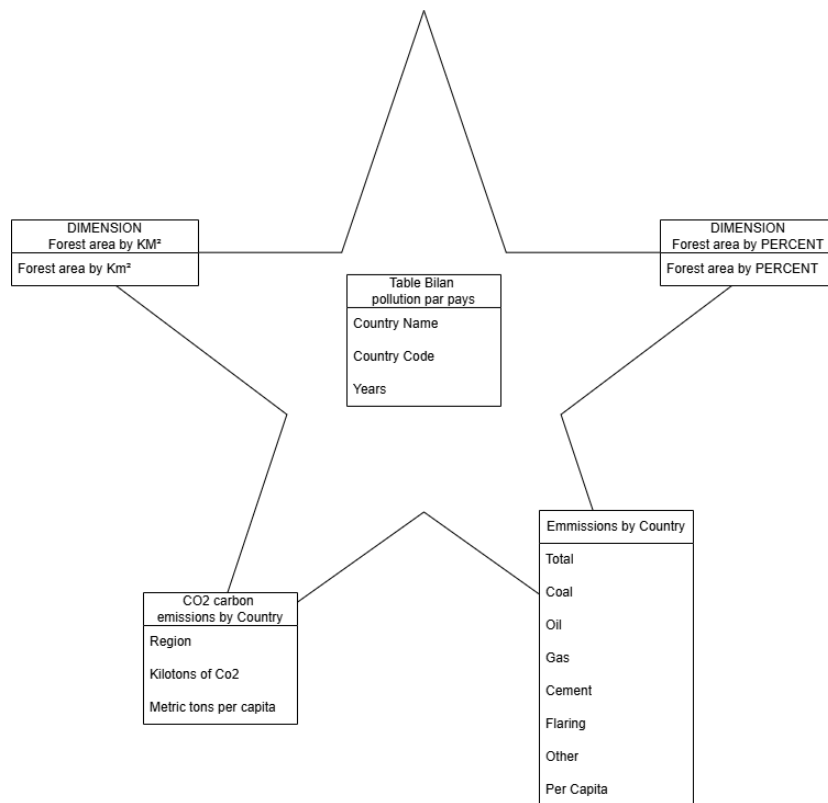 DIMENSION
Forest area by KM²
Forest area by Km²
DIMENSION
Forest area by PERCENT
Forest area by PERCENT
Table Bilan
pollution par pays
Country Name
Country Code
Years
CO2 carbon
emissions by Country
Region
Kilotons of Co2
Metric tons per capita
Emmissions by Country
Total
Coal
Oil
Gas
Cement
Flaring
Other
Per Capita